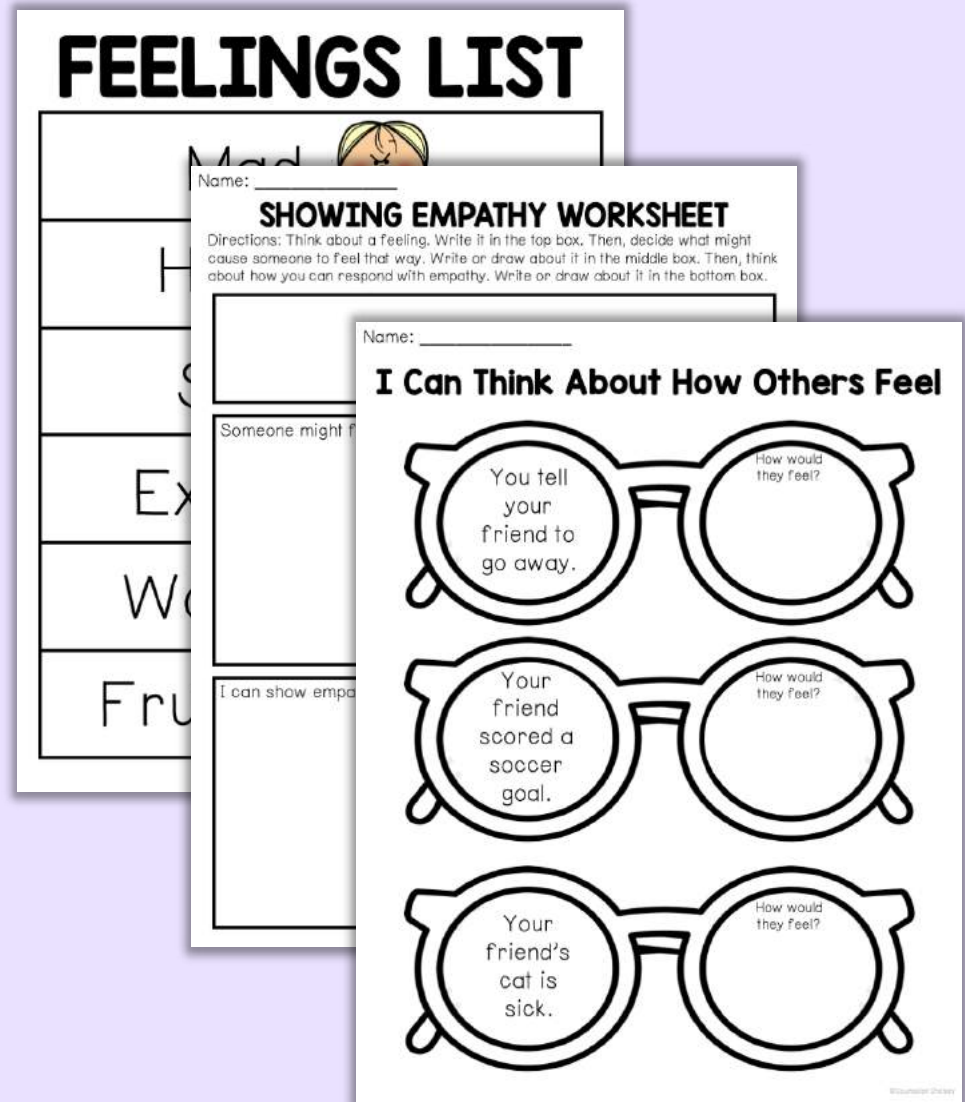 FEELINGS LIST
Mad
Name:
SHOWING EMPATHY WORKSHEET
Directions: Think about a feeling. Write it in the top box. Then, decide what might
cause someone to feel that way. Write or draw about it in the middle box. Then, think
about how you can respond with empathy. Write or draw about it in the bottom box.
Someone might f
I can show empa
H
S
Ex
Wo
Fru
Name:
I Can Think About How Others Feel
You tell
your
friend to
go away.
How would
they feel?
Your
friend
scored a
soccer
goal.
How would
they feel?
Your
friend's
cat is
sick.
How would
they feel?